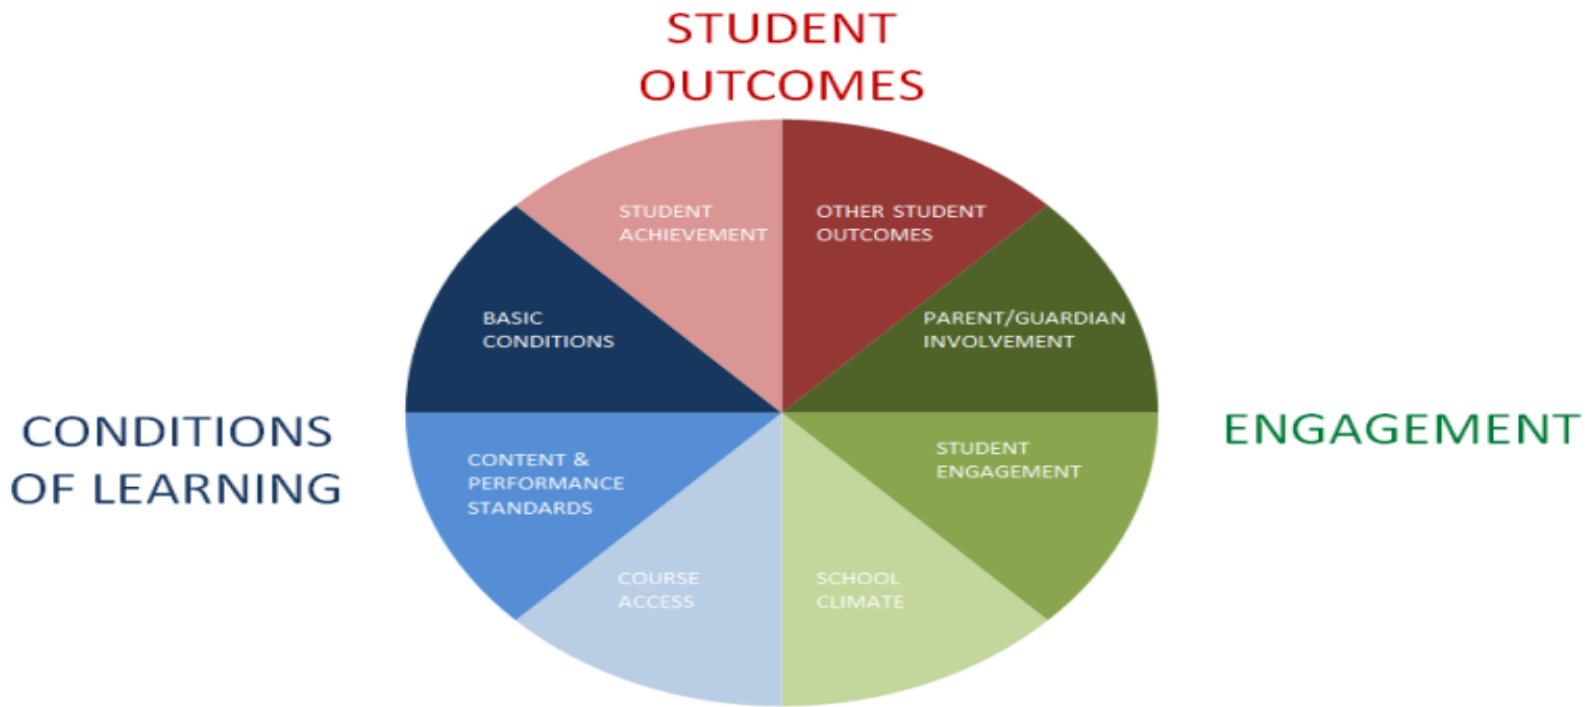 STUDENT
OUTCOMES
STUDENT
ACHIEVEMENT
OTHER STUDENT
OUTCOMES
BASIC
CONDITIONS
PARENT/GUARDIAN
INVOLVEMENT
CONDITIONS
OF LEARNING
ENGAGEMENT
CONTENT &
PERFORMANCE
STANDARDS
STUDENT
ENGAGEMENT
COURSE
ACCESS
SCHOOL
CLIMATE